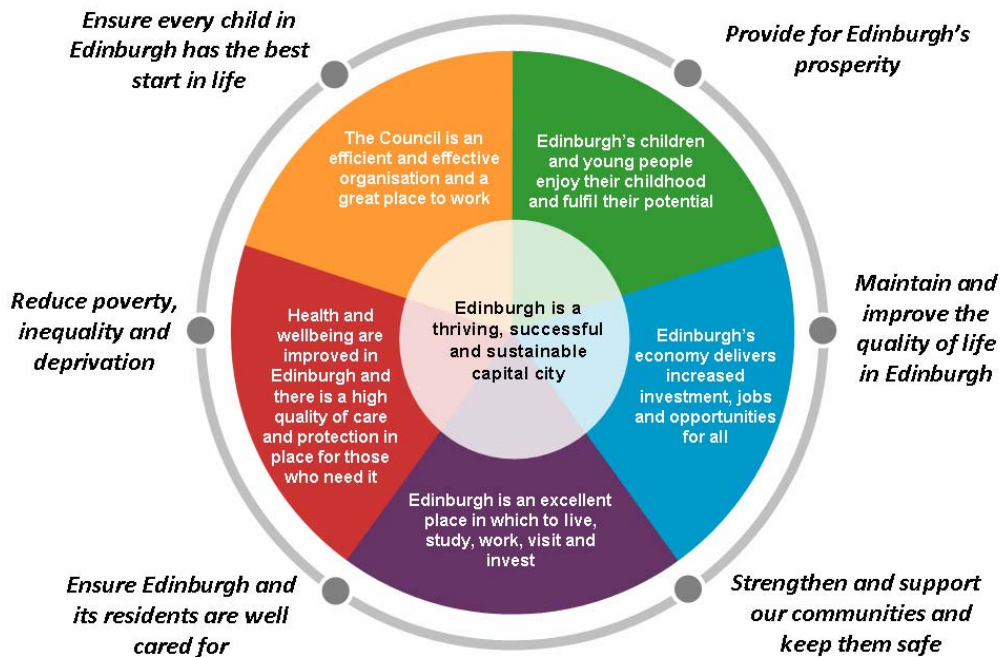 Ensure every child in
Edinburgh has the best
start in life
Provide for Edinburgh's
prosperity
The Council is an
efficient and effective
organisation and a
great place to work
Edinburgh's children
and young people
enjoy their childhood
and fulfil their potential
Reduce poverty,
inequality and
deprivation
Health and
wellbeing are
improved in
Edinburgh and
there is a high
quality of care
and protection in
place for those
who need it
Edinburgh is a
thriving, successful
and sustainable
capital city
Edinburgh's
economy delivers
increased
investment, jobs
and opportunities
for all
Maintain and
improve the
quality of life
in Edinburgh
Edinburgh is an excellent
place in which to live,
study, work, visit and
invest
Ensure Edinburgh and
its residents are well
cared for
Strengthen and support
our communities and
keep them safe